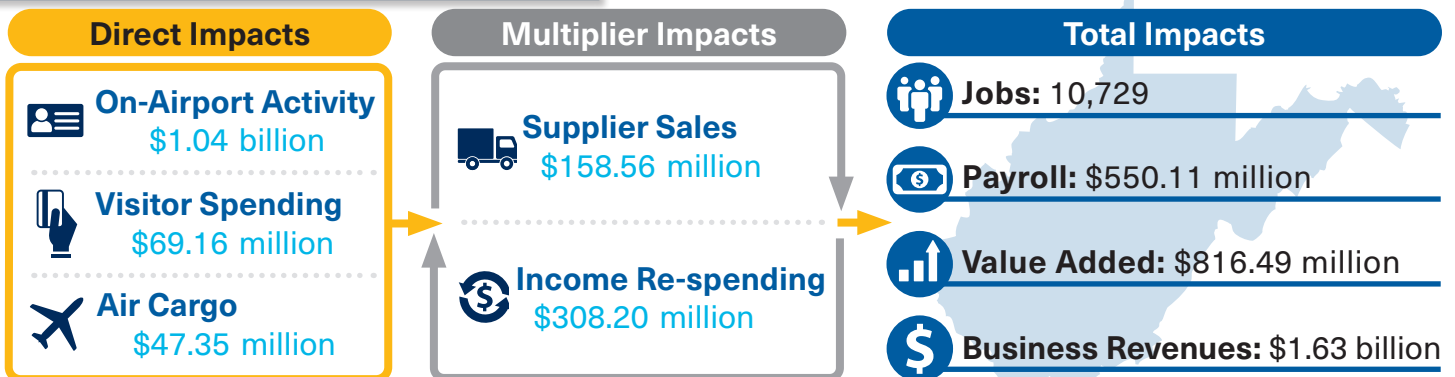 Direct Impacts
On-Airport Activity
$1.04 billion
Visitor Spending
$69.16 million
Air Cargo
$47.35 million
Multiplier Impacts
Supplier Sales
$158.56 million
Income Re-spending
$308.20 million
Total Impacts
Jobs: 10,729
Payroll: $550.11 million
Value Added: $816.49 million
Business Revenues: $1.63 billion